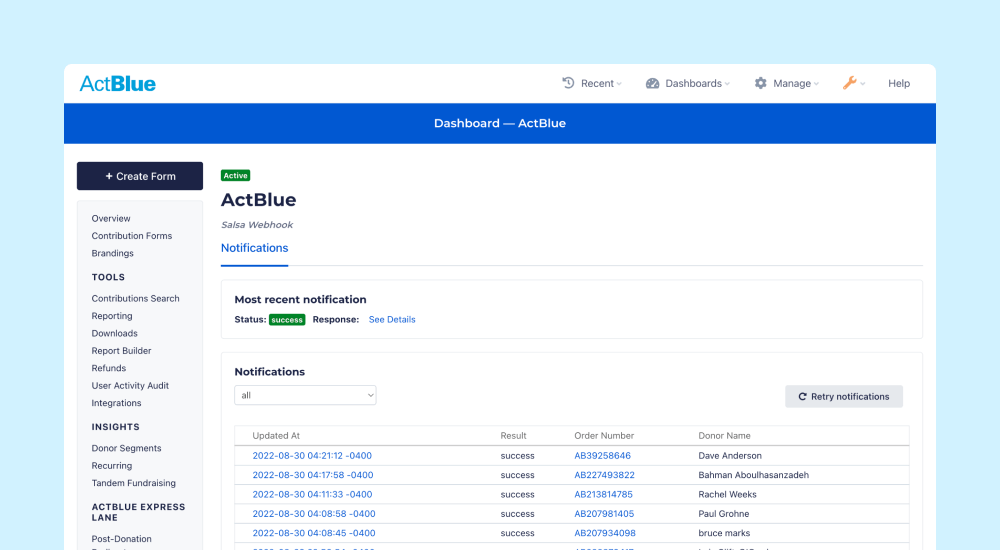 ActBlue
Recent
Dashboards
Manage
Help
Dashboard — ActBlue
+ Create Form
Overview
Contribution Forms
Brandings
TOOLS
Contributions Search
Reporting
Downloads
Report Builder
Refunds
User Activity Audit
Integrations
INSIGHTS
Donor Segments
Recurring
Tandem Fundraising
ACTBLUE EXPRESS
LANE
Post-Donation
Active
ActBlue
Salsa Webhook
Notifications
Most recent notification
Status: success Response: See Details
Notifications
all
Retry notifications
Updated At Result Order Number Donor Name
2022-08-30 04:21:12 -0400 success AB39258646 Dave Anderson
2022-08-30 04:17:58 -0400 success AB227493822 Bahman Aboulhasanzadeh
2022-08-30 04:11:33 -0400 success AB213814785 Rachel Weeks
2022-08-30 04:08:58 -0400 success AB207981405 Paul Grohne
2022-08-30 04:08:45 -0400 success AB207934098 bruce marks